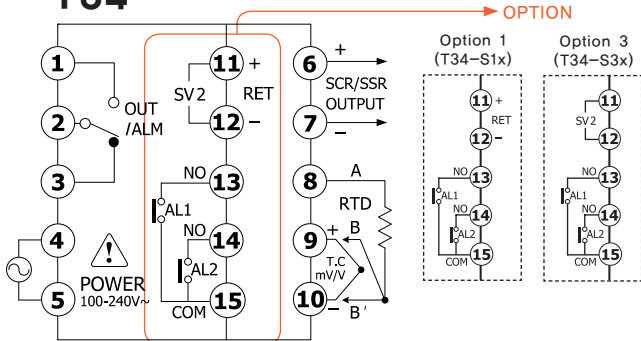 T34
OPTION
1
2
3
4
5
OUT
/ALM
POWER
100-240V~
11 +
SV2 RET
12 −
NO 13
AL1
NO 14
AL2
COM 15
6 +
SCR/SSR
OUTPUT
7 −
8 A
RTD
9 + B
T.C
mV/V
10 − B'
Option 1
(T34-S1x)
11 +
RET
12 −
NO 13
AL1
NO 14
AL2
COM 15
Option 3
(T34-S3x)
11
SV2
12
NO 13
AL1
NO 14
AL2
COM 15